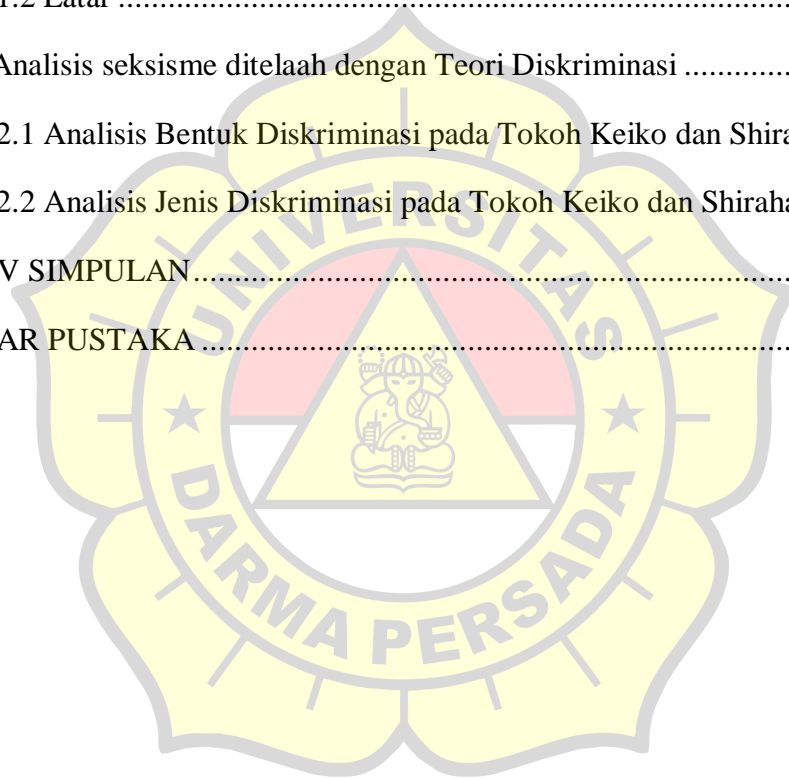 1.2 Latar ..........................................................................................
Analisis seksisme ditelaah dengan Teori Diskriminasi ..............
2.1 Analisis Bentuk Diskriminasi pada Tokoh Keiko dan Shira
2.2 Analisis Jenis Diskriminasi pada Tokoh Keiko dan Shiraha
V SIMPULAN................................................................................
AR PUSTAKA ..............................................................................
UNIVERSITAS
DARMA PERSADA